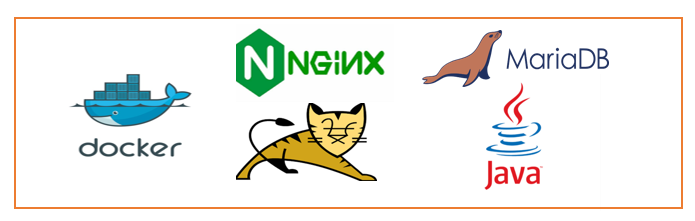 docker
NGINX
MariaDB
Java